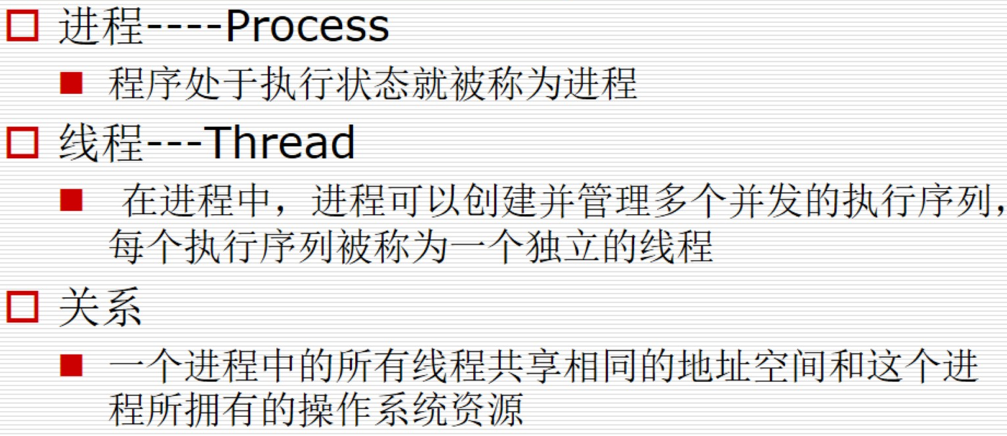 进程----Process
程序处于执行状态就被称为进程
线程---Thread
在进程中，进程可以创建并管理多个并发的执行序列，
每个执行序列被称为一个独立的线程
关系
一个进程中的所有线程共享相同的地址空间和这个进
程所拥有的操作系统资源